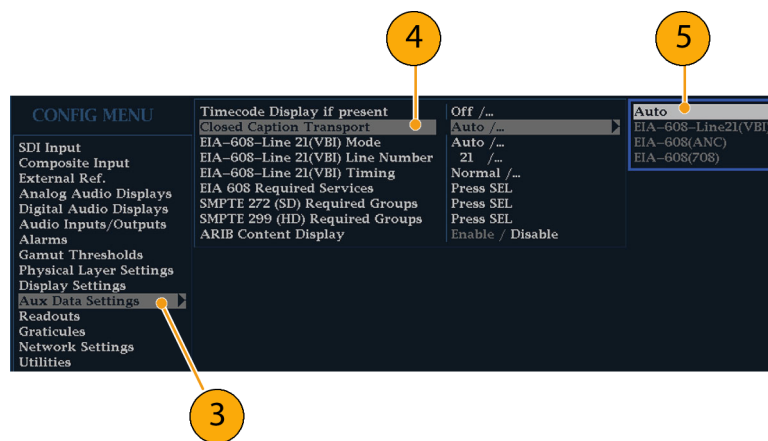 4
5
CONFIG MENU
SDI Input
Composite Input
External Ref.
Analog Audio Displays
Digital Audio Displays
Audio Inputs/Outputs
Alarms
Gamut Thresholds
Physical Layer Settings
Display Settings
Aux Data Settings
Readouts
Graticules
Network Settings
Utilities
Timecode Display if present Off /...
Closed Caption Transport Auto /...
EIA-608-Line 21(VBI) Mode Auto /...
EIA-608-Line 21(VBI) Line Number 21 /...
EIA-608-Line 21(VBI) Timing Normal /...
EIA 608 Required Services Press SEL
SMPTE 272 (SD) Required Groups Press SEL
SMPTE 299 (HD) Required Groups Press SEL
ARIB Content Display Enable / Disable
Auto
EIA-608-Line21(VBI)
EIA-608(ANC)
EIA-608(708)
3